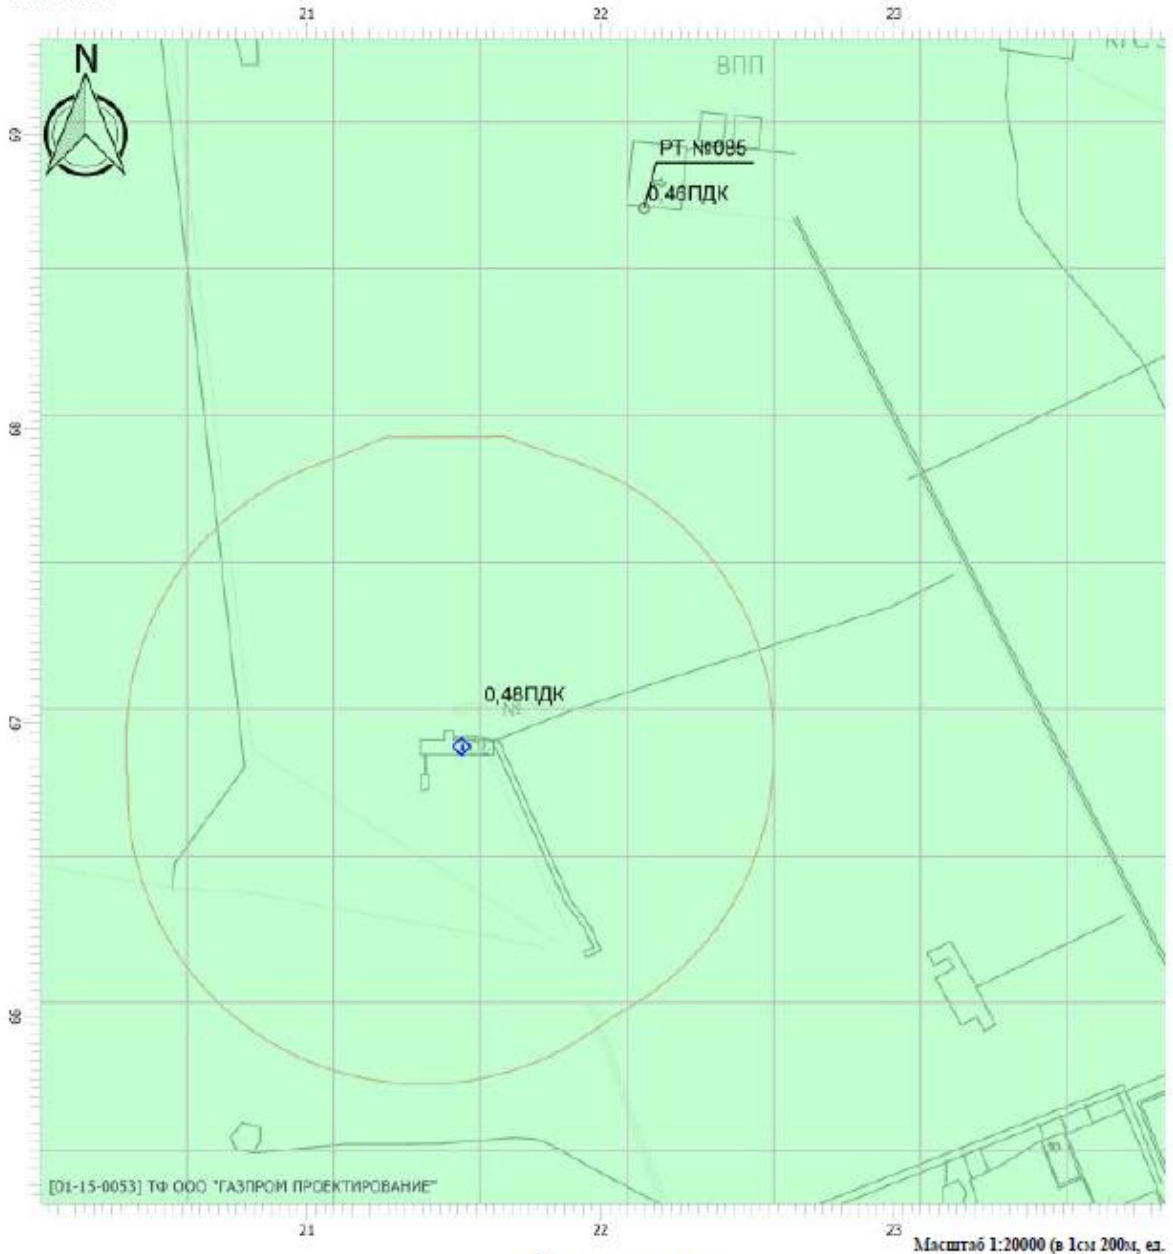 21 22 23
N
ВПП
69
РТ №085
0,46ПДК
68
0,48ПДК
№
67
66
[01-15-0053] ТФ ООО "ГАЗПРОМ ПРОЕКТИРОВАНИЕ"
21 22 23
Масштаб 1:20000 (в 1см 200м, ед.